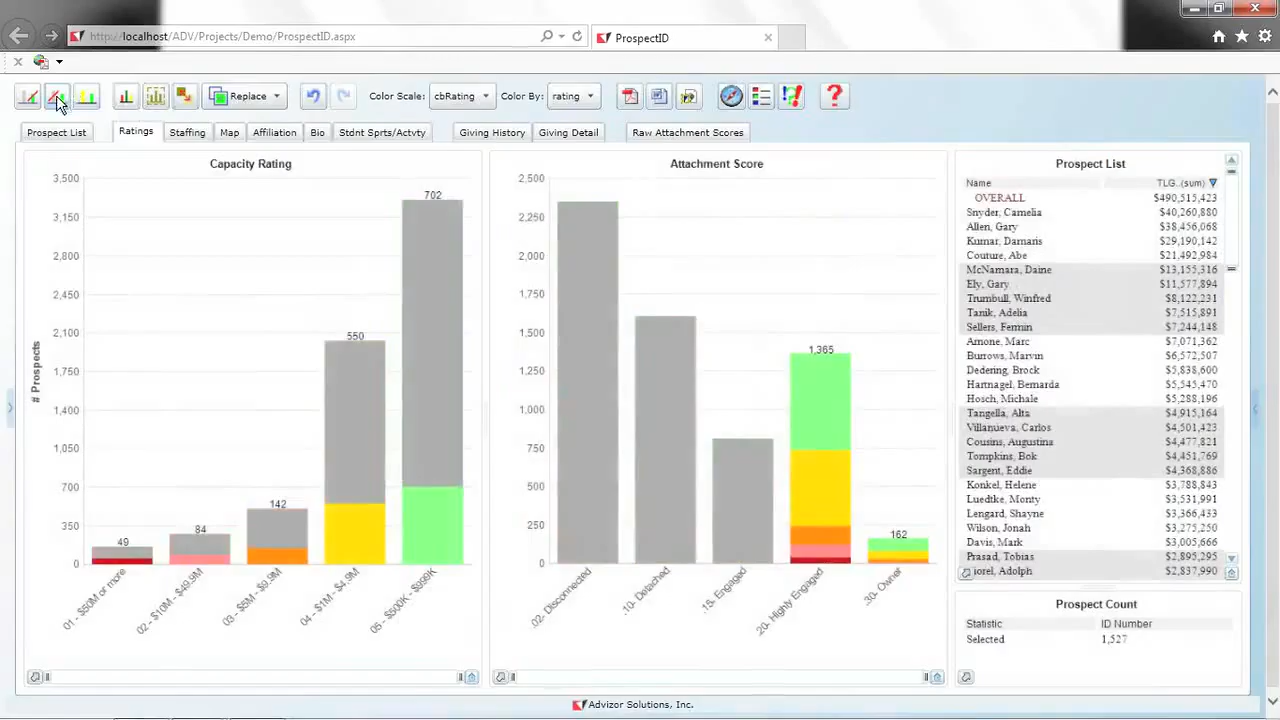 http://localhost/ADV/Projects/Demo/ProspectID.aspx
ProspectID
Replace
Color Scale: cbRating
Color By: rating
Prospect List
Ratings
Staffing
Map
Affiliation
Bio
Stdnt Sprts/Actvty
Giving History
Giving Detail
Raw Attachment Scores
Capacity Rating
# Prospects
3,500
3,150
2,800
2,450
2,100
1,750
1,400
1,050
700
350
0
49
84
142
550
702
01 - $50M or more
02 - $10M - $49.9M
03 - $5M - $9.9M
04 - $1M - $4.9M
05 - $500K - $999K
Attachment Score
2,500
2,250
2,000
1,750
1,500
1,250
1,000
750
500
250
0
1,365
162
.02- Disconnected
.10- Detached
.15- Engaged
.20- Highly Engaged
.30- Owner
Prospect List
Name TLG..(sum)
OVERALL $490,515,423
Snyder, Camelia $40,260,880
Allen, Gary $38,456,068
Kumar, Damaris $29,190,142
Couture, Abe $21,492,984
McNamara, Daine $13,155,316
Ely, Gary $11,577,894
Trumbull, Winfred $8,122,231
Tanik, Adelia $7,515,891
Sellers, Fermin $7,244,148
Arnone, Marc $7,071,362
Burrows, Marvin $6,572,507
Dedering, Brock $5,838,600
Hartnagel, Bernarda $5,545,470
Hosch, Michale $5,288,196
Tangella, Alta $4,915,164
Villanueva, Carlos $4,501,423
Cousins, Augustina $4,477,821
Tompkins, Bok $4,451,769
Sargent, Eddie $4,368,886
Konkel, Helene $3,788,843
Luedtke, Monty $3,531,991
Lengard, Shayne $3,366,433
Wilson, Jonah $3,275,250
Davis, Mark $3,005,666
Prasad, Tobias $2,895,295
iorel, Adolph $2,837,990
Prospect Count
Statistic ID Number
Selected 1,527
Advizor Solutions, Inc.